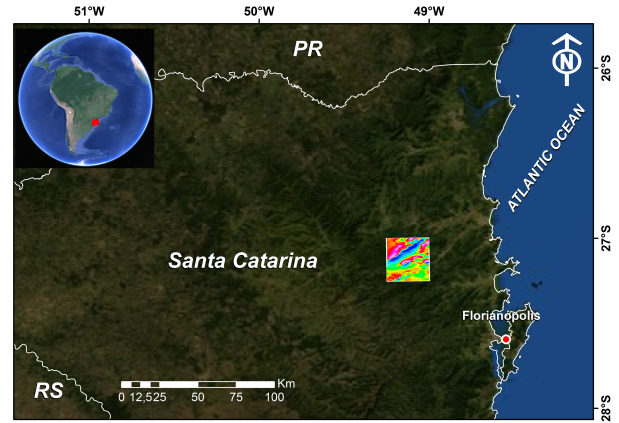 51°W 50°W 49°W
PR
N
26°S
ATLANTIC OCEAN
27°S
Santa Catarina
Florianópolis
RS
Km
0 12,525 50 75 100
28°S